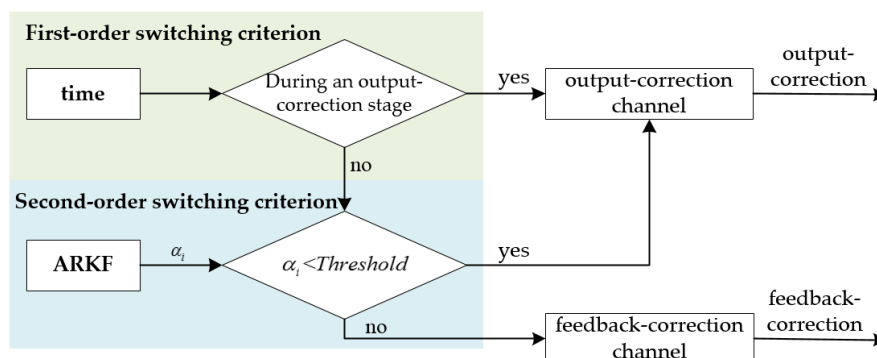 First-order switching criterion
time
During an output-
correction stage
yes
no
output-correction
channel
output-
correction
Second-order switching criterion
ARKF
αᵢ
αᵢ<Threshold
yes
no
feedback-correction
channel
feedback-
correction